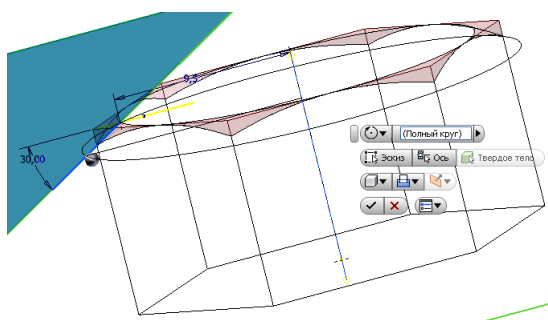 9,5
(Полный круг)
Эскиз Ось Твердое тело
30,00